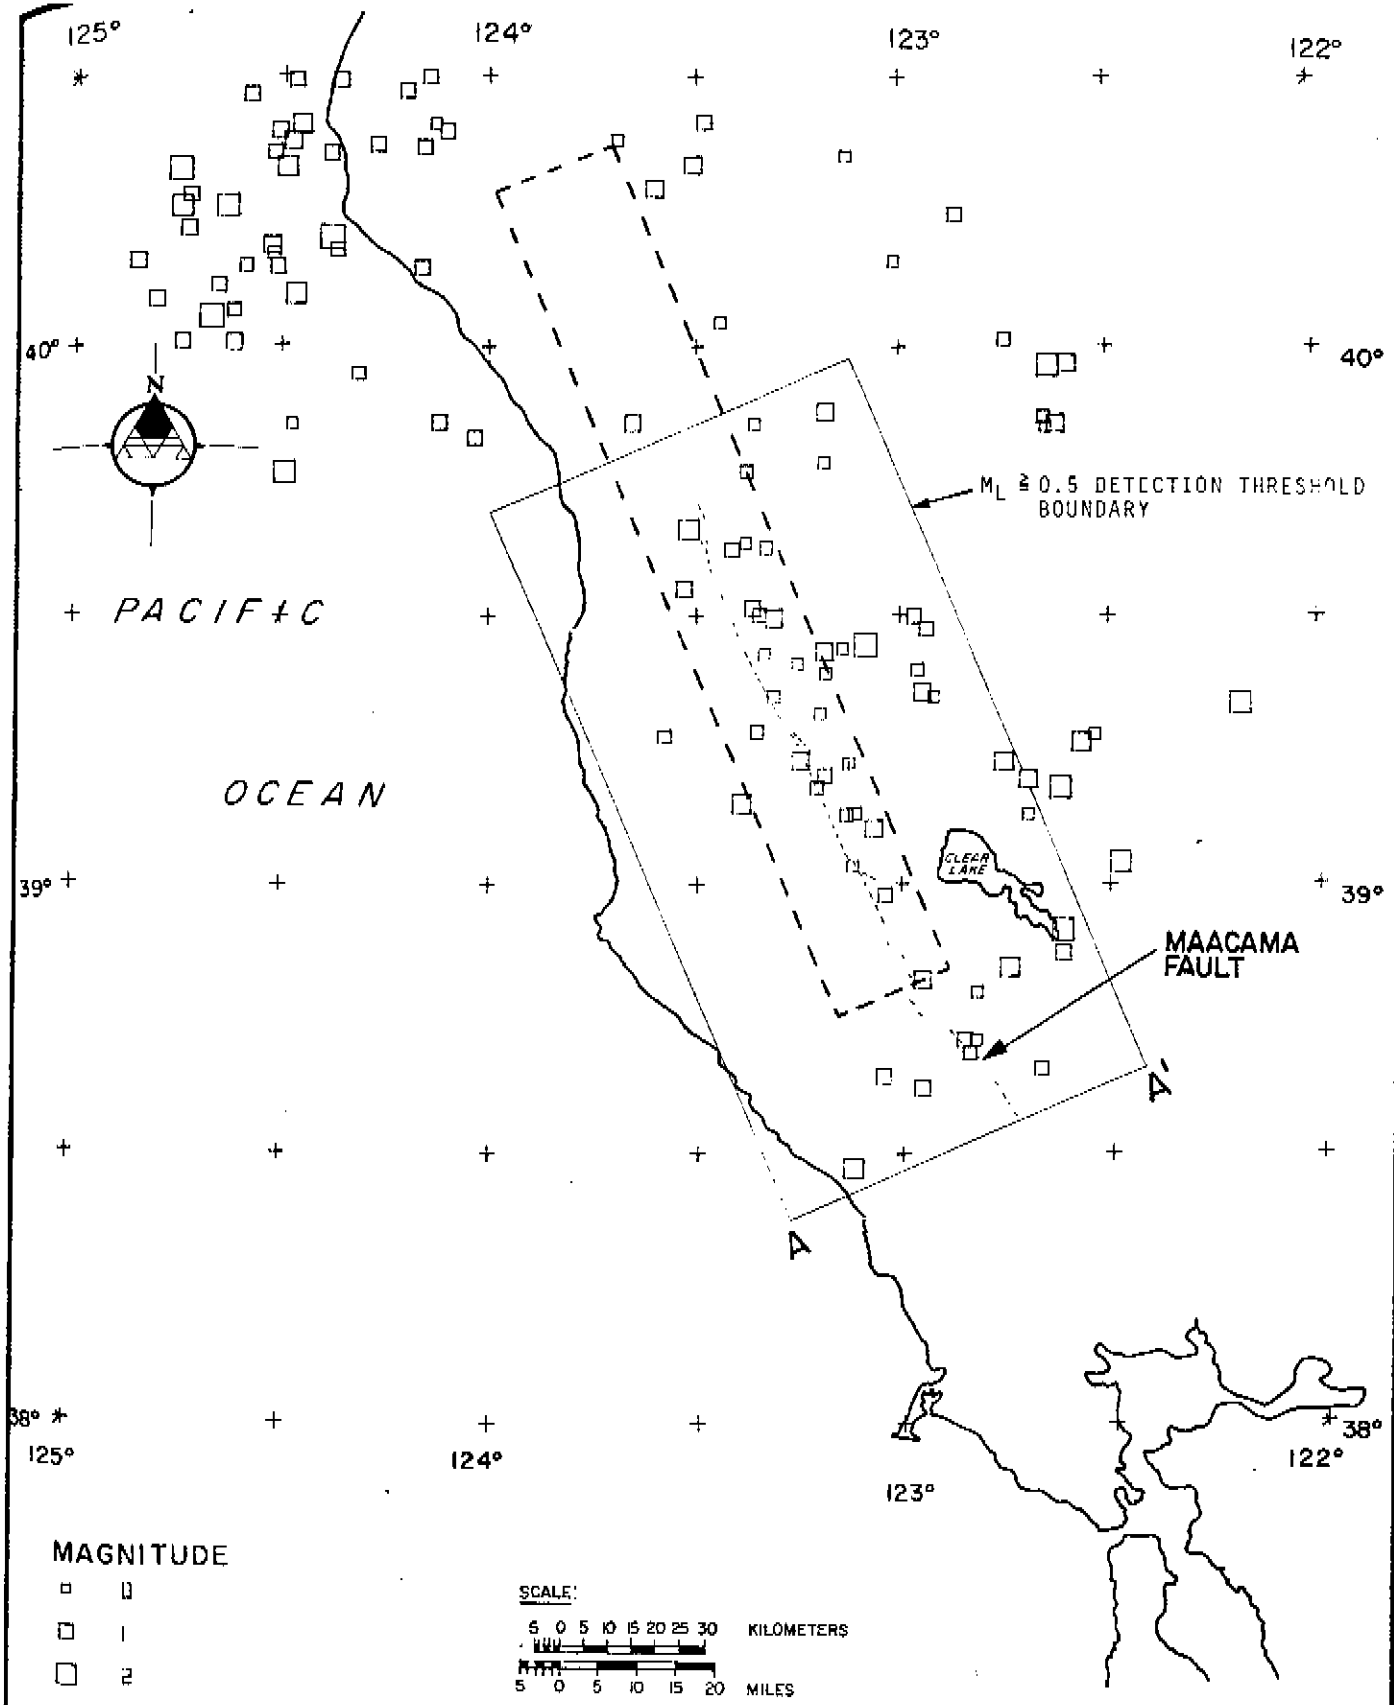 125° 124° 123° 122°
40° 40°
N
M_L ≥ 0.5 DETECTION THRESHOLD
BOUNDARY
PACIFIC
OCEAN
CLEAR
LAKE
39° 39°
MAACAMA
FAULT
A'
A
38° 38°
125° 124° 123° 122°
MAGNITUDE
0
1
2
SCALE:
5 0 5 10 15 20 25 30 KILOMETERS
5 0 5 10 15 20 MILES